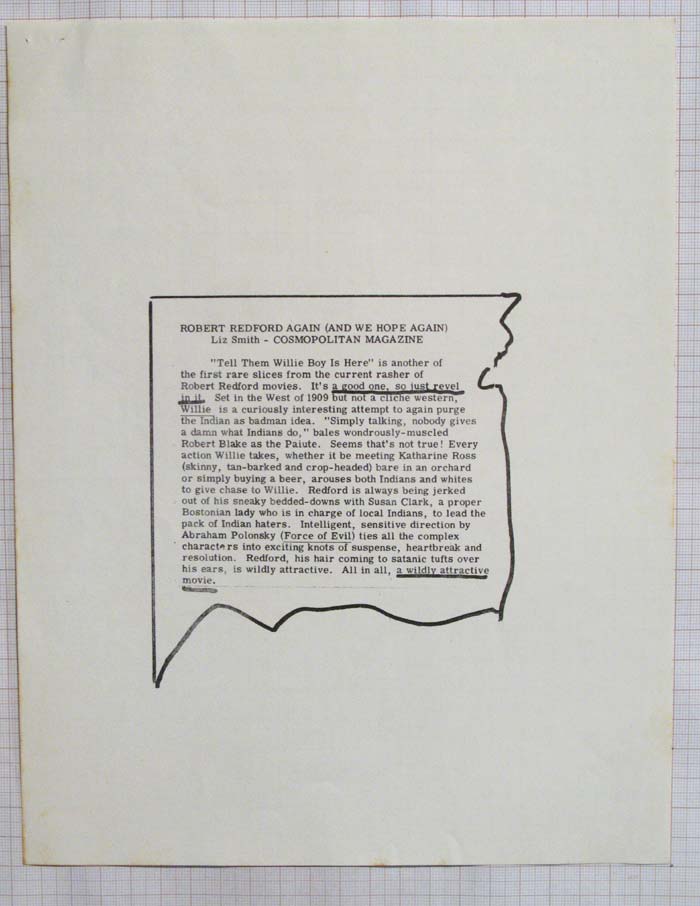 ROBERT REDFORD AGAIN (AND WE HOPE AGAIN)
Liz Smith - COSMOPOLITAN MAGAZINE
"Tell Them Willie Boy Is Here" is another of
the first rare slices from the current rasher of
Robert Redford movies. It's a good one, so just revel
in it. Set in the West of 1909 but not a cliche western,
Willie is a curiously interesting attempt to again purge
the Indian as badman idea. "Simply talking, nobody gives
a damn what Indians do," bales wondrously-muscled
Robert Blake as the Paiute. Seems that's not true! Every
action Willie takes, whether it be meeting Katharine Ross
(skinny, tan-barked and crop-headed) bare in an orchard
or simply buying a beer, arouses both Indians and whites
to give chase to Willie. Redford is always being jerked
out of his sneaky bedded-downs with Susan Clark, a proper
Bostonian lady who is in charge of local Indians, to lead the
pack of Indian haters. Intelligent, sensitive direction by
Abraham Polonsky (Force of Evil) ties all the complex
characters into exciting knots of suspense, heartbreak and
resolution. Redford, his hair coming to satanic tufts over
his ears, is wildly attractive. All in all, a wildly attractive
movie.